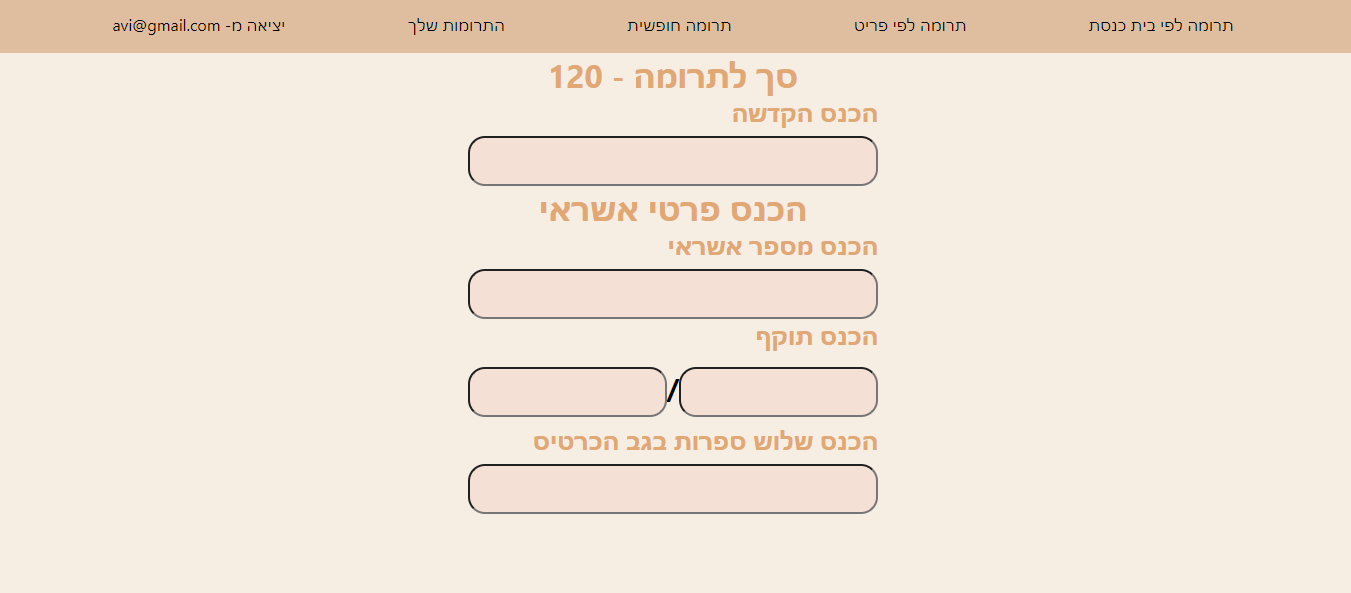 תרומה לפי בית כנסת
תרומה לפי פריט
תרומה חופשית
התרומות שלך
יציאה מ- avi@gmail.com
סך לתרומה - 120
הכנס הקדשה
הכנס פרטי אשראי
הכנס מספר אשראי
הכנס תוקף
/
הכנס שלוש ספרות בגב הכרטיס